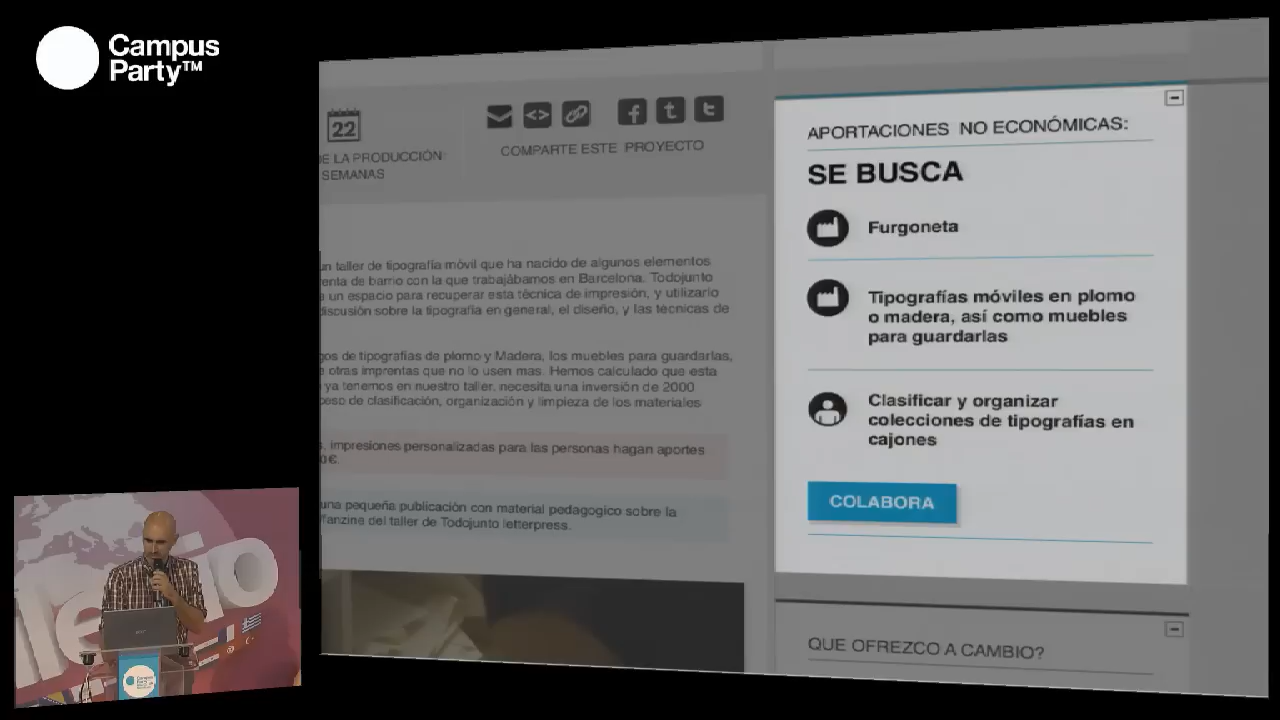 Campus
Party™
22
E LA PRODUCCIÓN:
SEMANAS
COMPARTE ESTE PROYECTO
un taller de tipografía móvil que ha nacido de algunos elementos
de barrio con la que trabajábamos en Barcelona. Todojunto
a un espacio para recuperar esta técnica de impresión, y utilizarlo
discusión sobre la tipografía en general, el diseño, y las técnicas de
de tipografías de plomo y Madera, los muebles para guardarlas,
otras imprentas que no lo usen mas. Hemos calculado que esta
ya tenemos en nuestro taller, necesita una inversión de 2000
de clasificación, organización y limpieza de los materiales
impresiones personalizadas para las personas hagan aportes
0€.
una pequeña publicación con material pedagogico sobre la
fanzine del taller de Todojunto letterpress.
APORTACIONES NO ECONÓMICAS:
SE BUSCA
Furgoneta
Tipografías móviles en plomo
o madera, así como muebles
para guardarlas
Clasificar y organizar
colecciones de tipografías en
cajones
COLABORA
QUE OFREZCO A CAMBIO?
Campus
Party